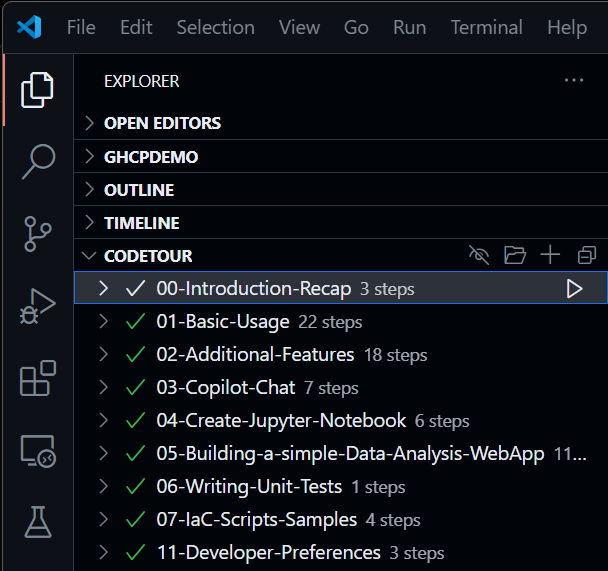 File Edit Selection View Go Run Terminal Help
EXPLORER ...
OPEN EDITORS
GHCPDEMO
OUTLINE
TIMELINE
CODETOUR
00-Introduction-Recap 3 steps
01-Basic-Usage 22 steps
02-Additional-Features 18 steps
03-Copilot-Chat 7 steps
04-Create-Jupyter-Notebook 6 steps
05-Building-a-simple-Data-Analysis-WebApp 11...
06-Writing-Unit-Tests 1 steps
07-IaC-Scripts-Samples 4 steps
11-Developer-Preferences 3 steps